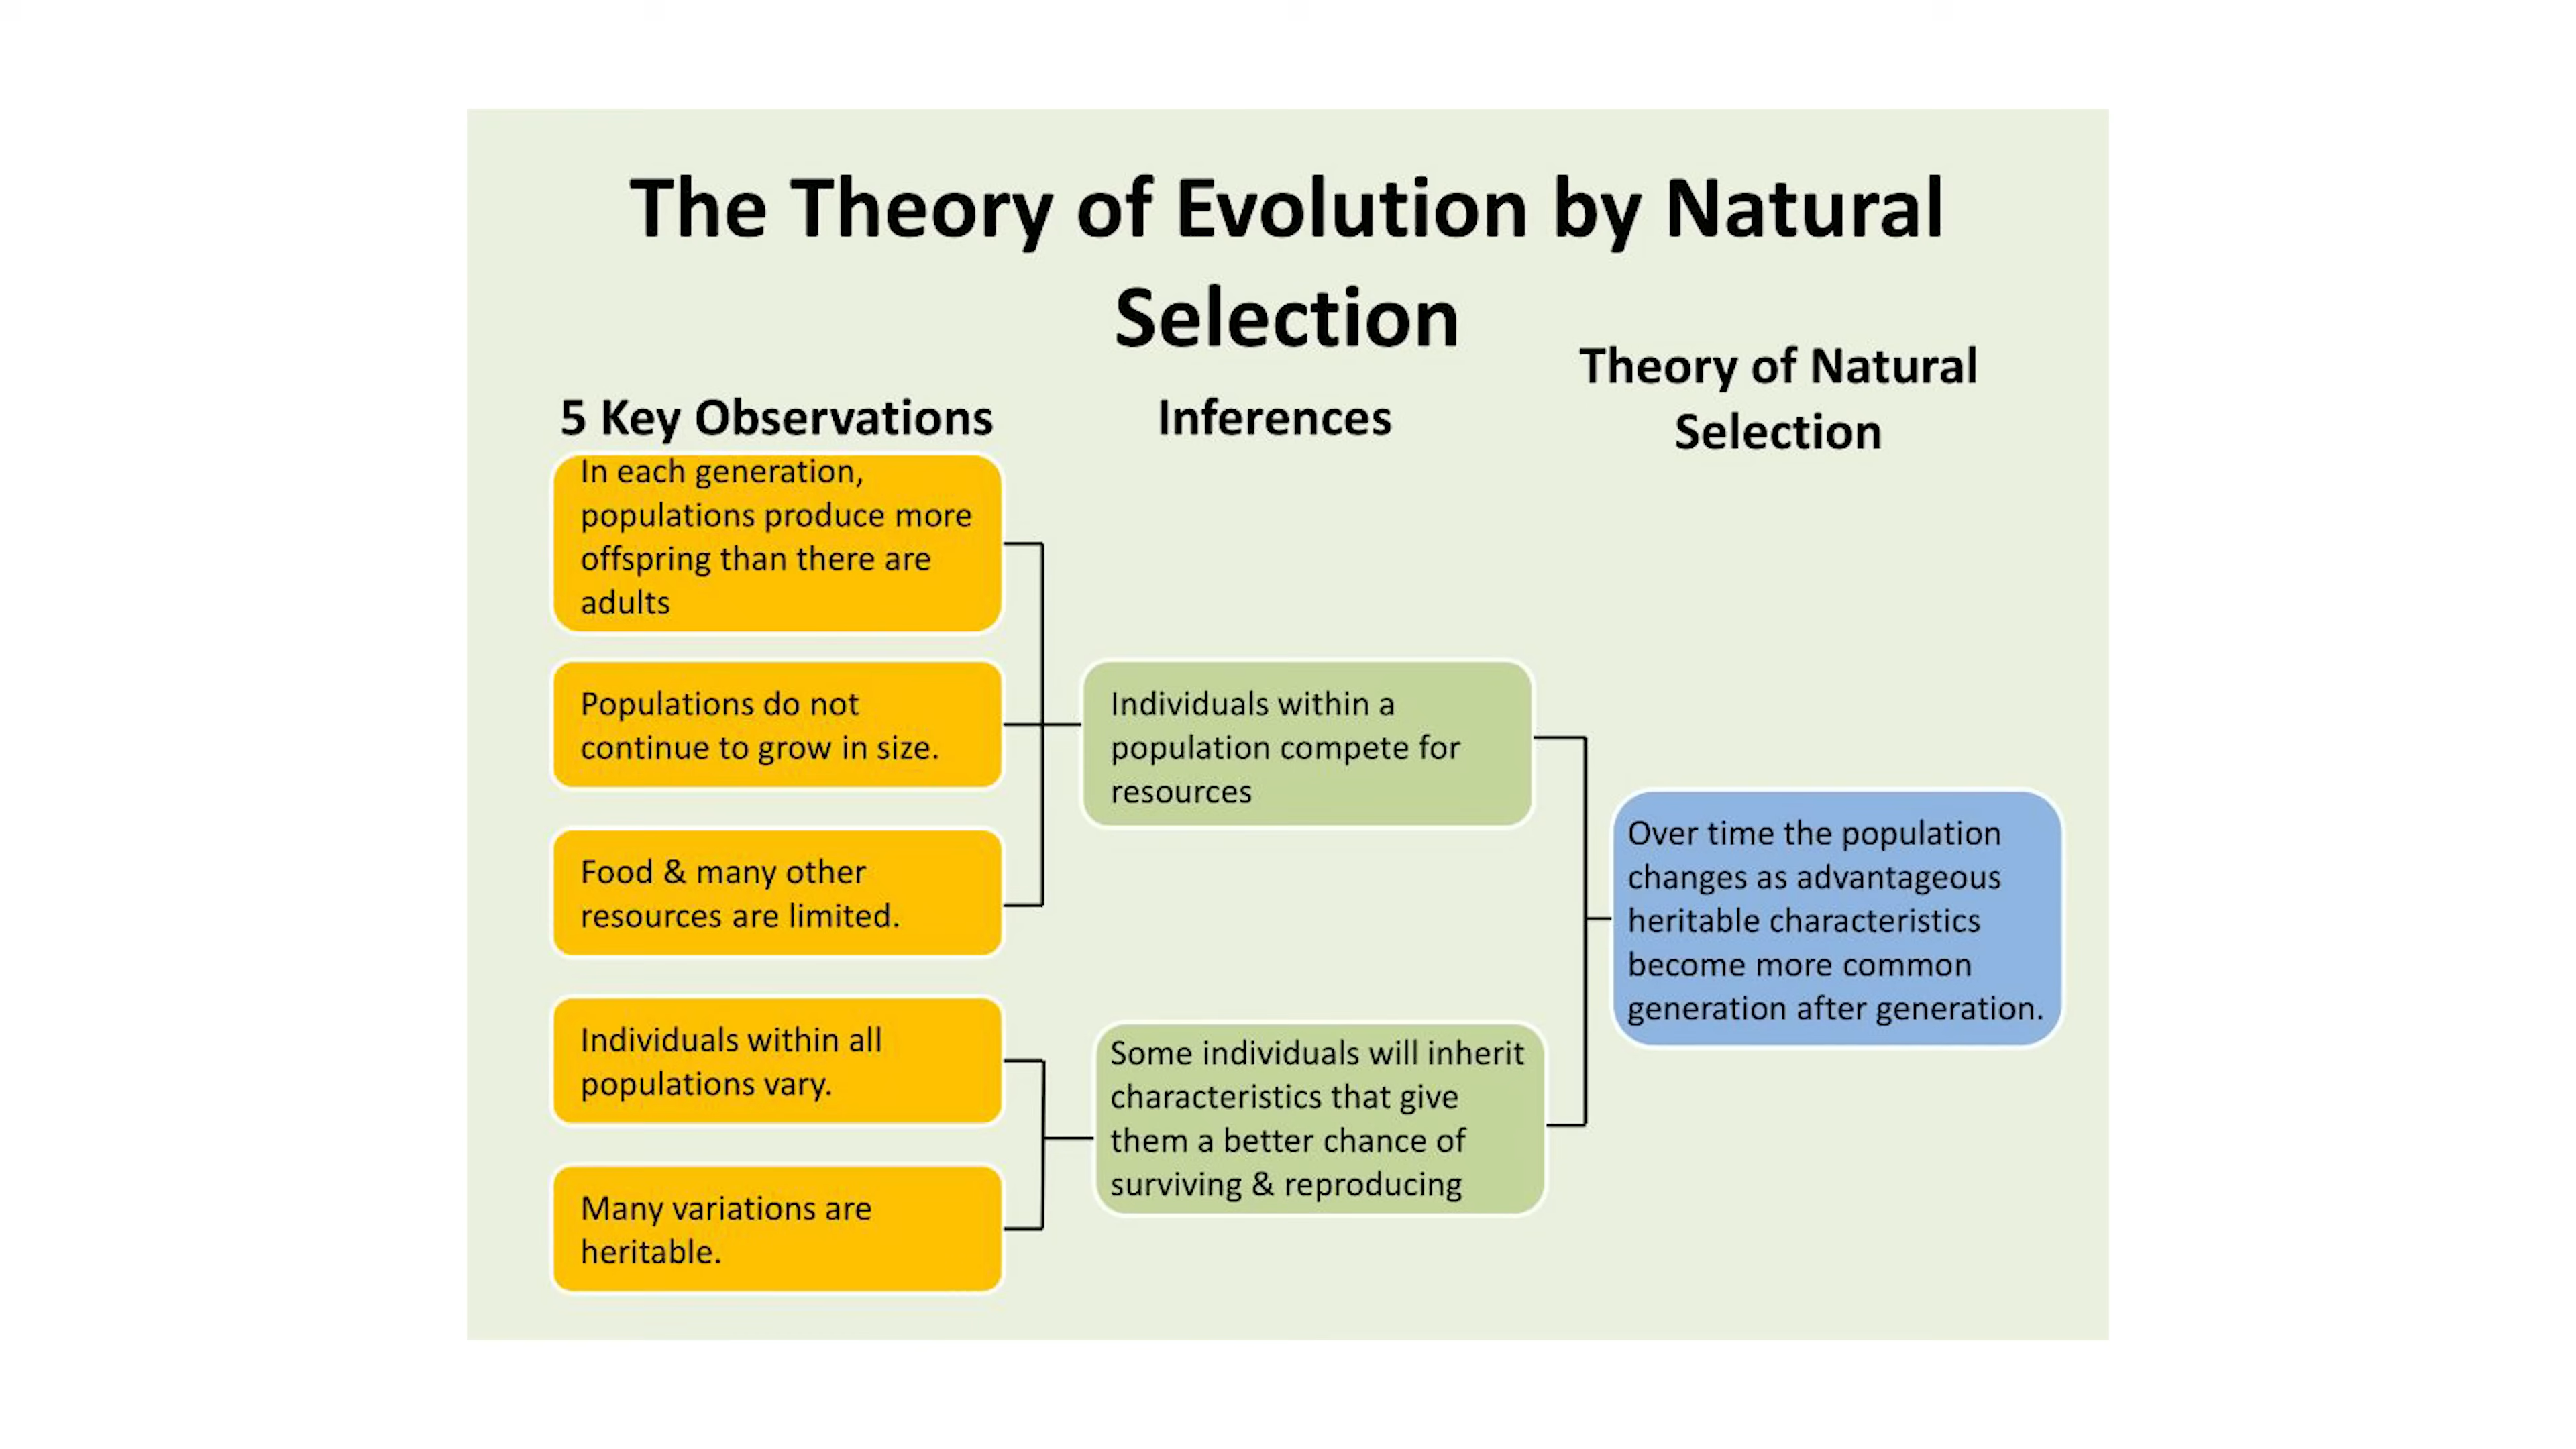 The Theory of Evolution by Natural
Selection
5 Key Observations
Inferences
Theory of Natural
Selection
In each generation,
populations produce more
offspring than there are
adults
Populations do not
continue to grow in size.
Food & many other
resources are limited.
Individuals within all
populations vary.
Many variations are
heritable.
Individuals within a
population compete for
resources
Some individuals will inherit
characteristics that give
them a better chance of
surviving & reproducing
Over time the population
changes as advantageous
heritable characteristics
become more common
generation after generation.